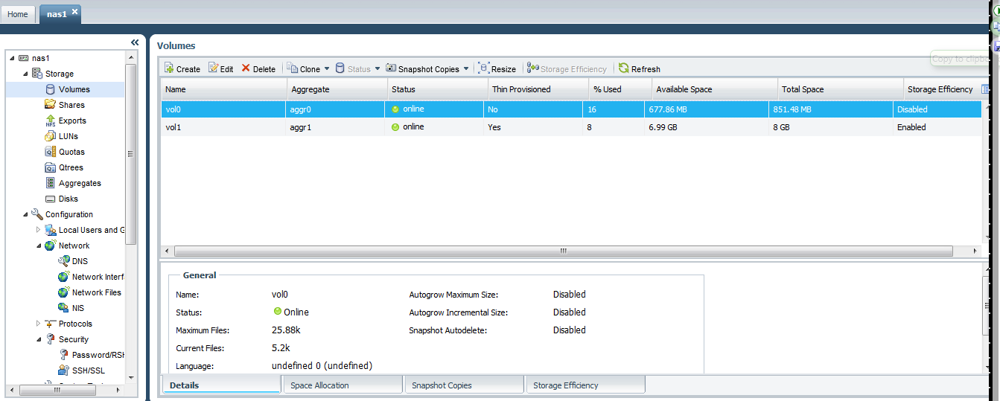 Home
nas1
nas1
Storage
Volumes
Shares
Exports
LUNs
Quotas
Qtrees
Aggregates
Disks
Configuration
Local Users and G
Network
DNS
Network Interf
Network Files
NIS
Protocols
Security
Password/RSH
SSH/SSL
Volumes
Create Edit Delete Clone Status Snapshot Copies Resize Storage Efficiency Refresh
Copy to clipbo
Name Aggregate Status Thin Provisioned % Used Available Space Total Space Storage Efficiency
vol0 aggr0 online No 16 677.86 MB 851.48 MB Disabled
vol1 aggr1 online Yes 8 6.99 GB 8 GB Enabled
General
Name: vol0 Autogrow Maximum Size: Disabled
Status: Online Autogrow Incremental Size: Disabled
Maximum Files: 25.88k Snapshot Autodelete: Disabled
Current Files: 5.2k
Language: undefined 0 (undefined)
Details Space Allocation Snapshot Copies Storage Efficiency